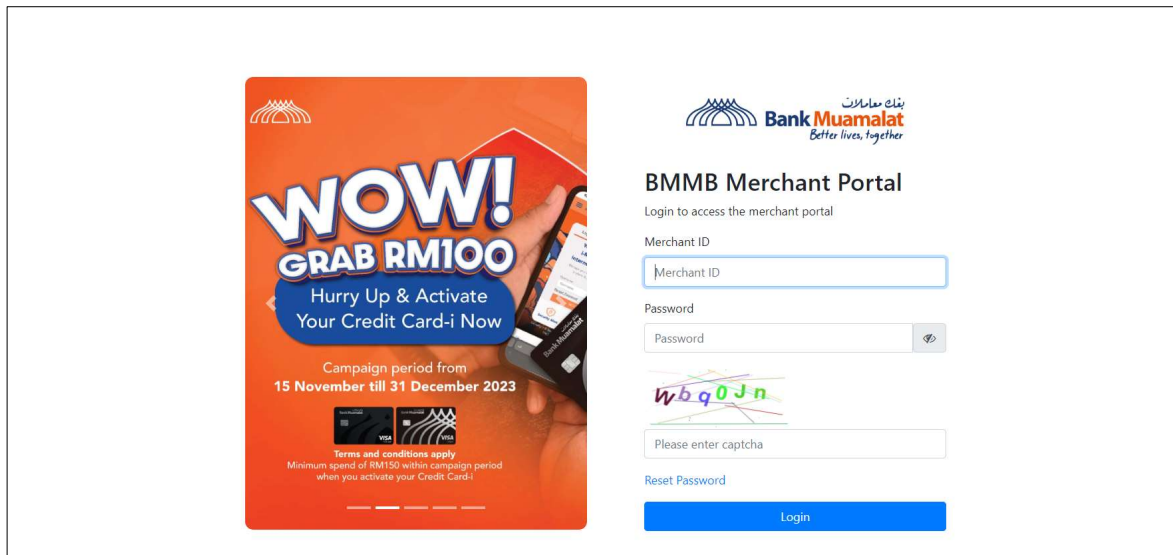 WOW!
GRAB RM100
Hurry Up & Activate
Your Credit Card-i Now
Campaign period from
15 November till 31 December 2023
Bank Muamalat
VISA
VISA
Terms and conditions apply
Minimum spend of RM150 within campaign period
when you activate your Credit Card-i
بنك معاملات
Bank Muamalat
Better lives, together
BMMB Merchant Portal
Login to access the merchant portal
Merchant ID
Merchant ID
Password
Password
Wbq0Jn
Please enter captcha
Reset Password
Login